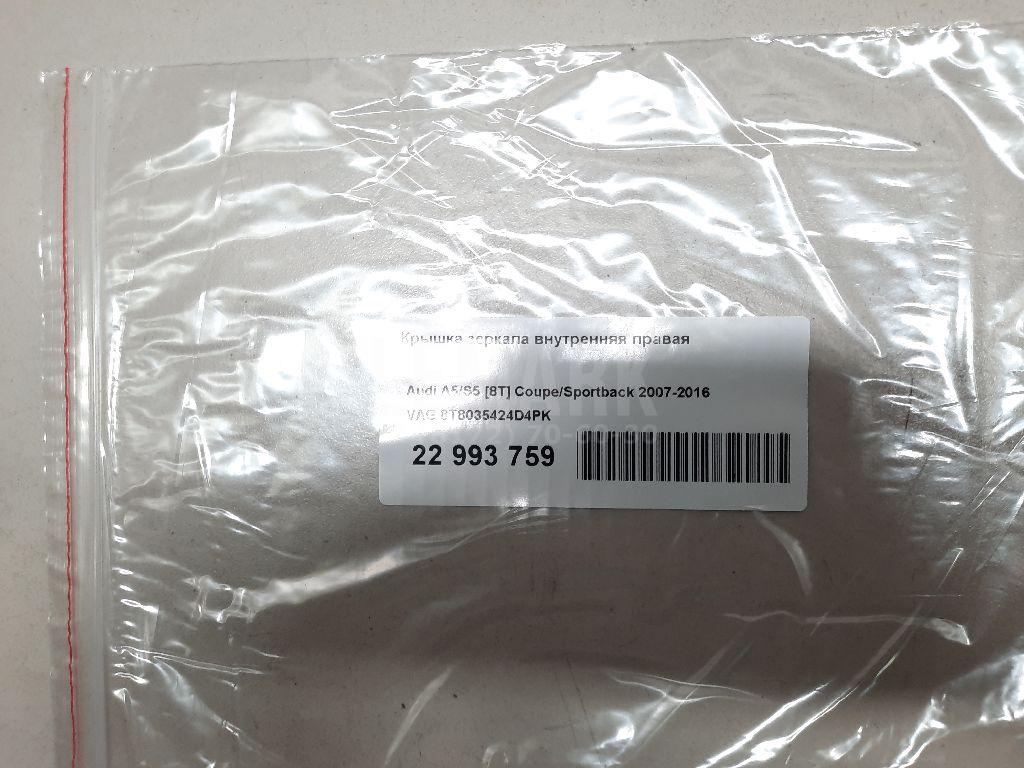 Крышка зеркала внутренняя правая
Audi A5/S5 [8T] Coupe/Sportback 2007-2016
VAG 8T8035424D4PK
22 993 759